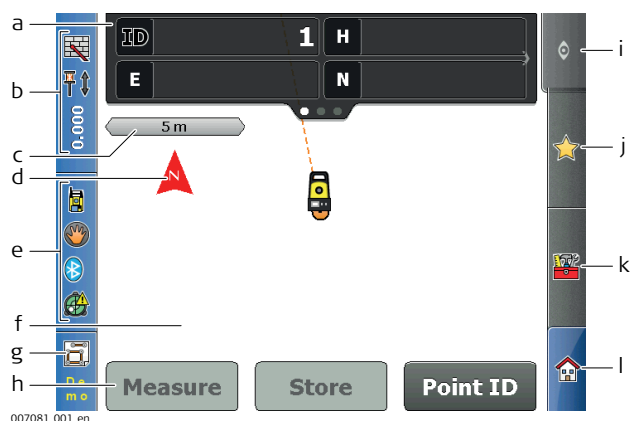 a
ID 1 H
E N
b
0.000
c
5 m
d
N
e
f
g
h
De
mo
Measure Store Point ID
i
j
k
l
007081_001_en